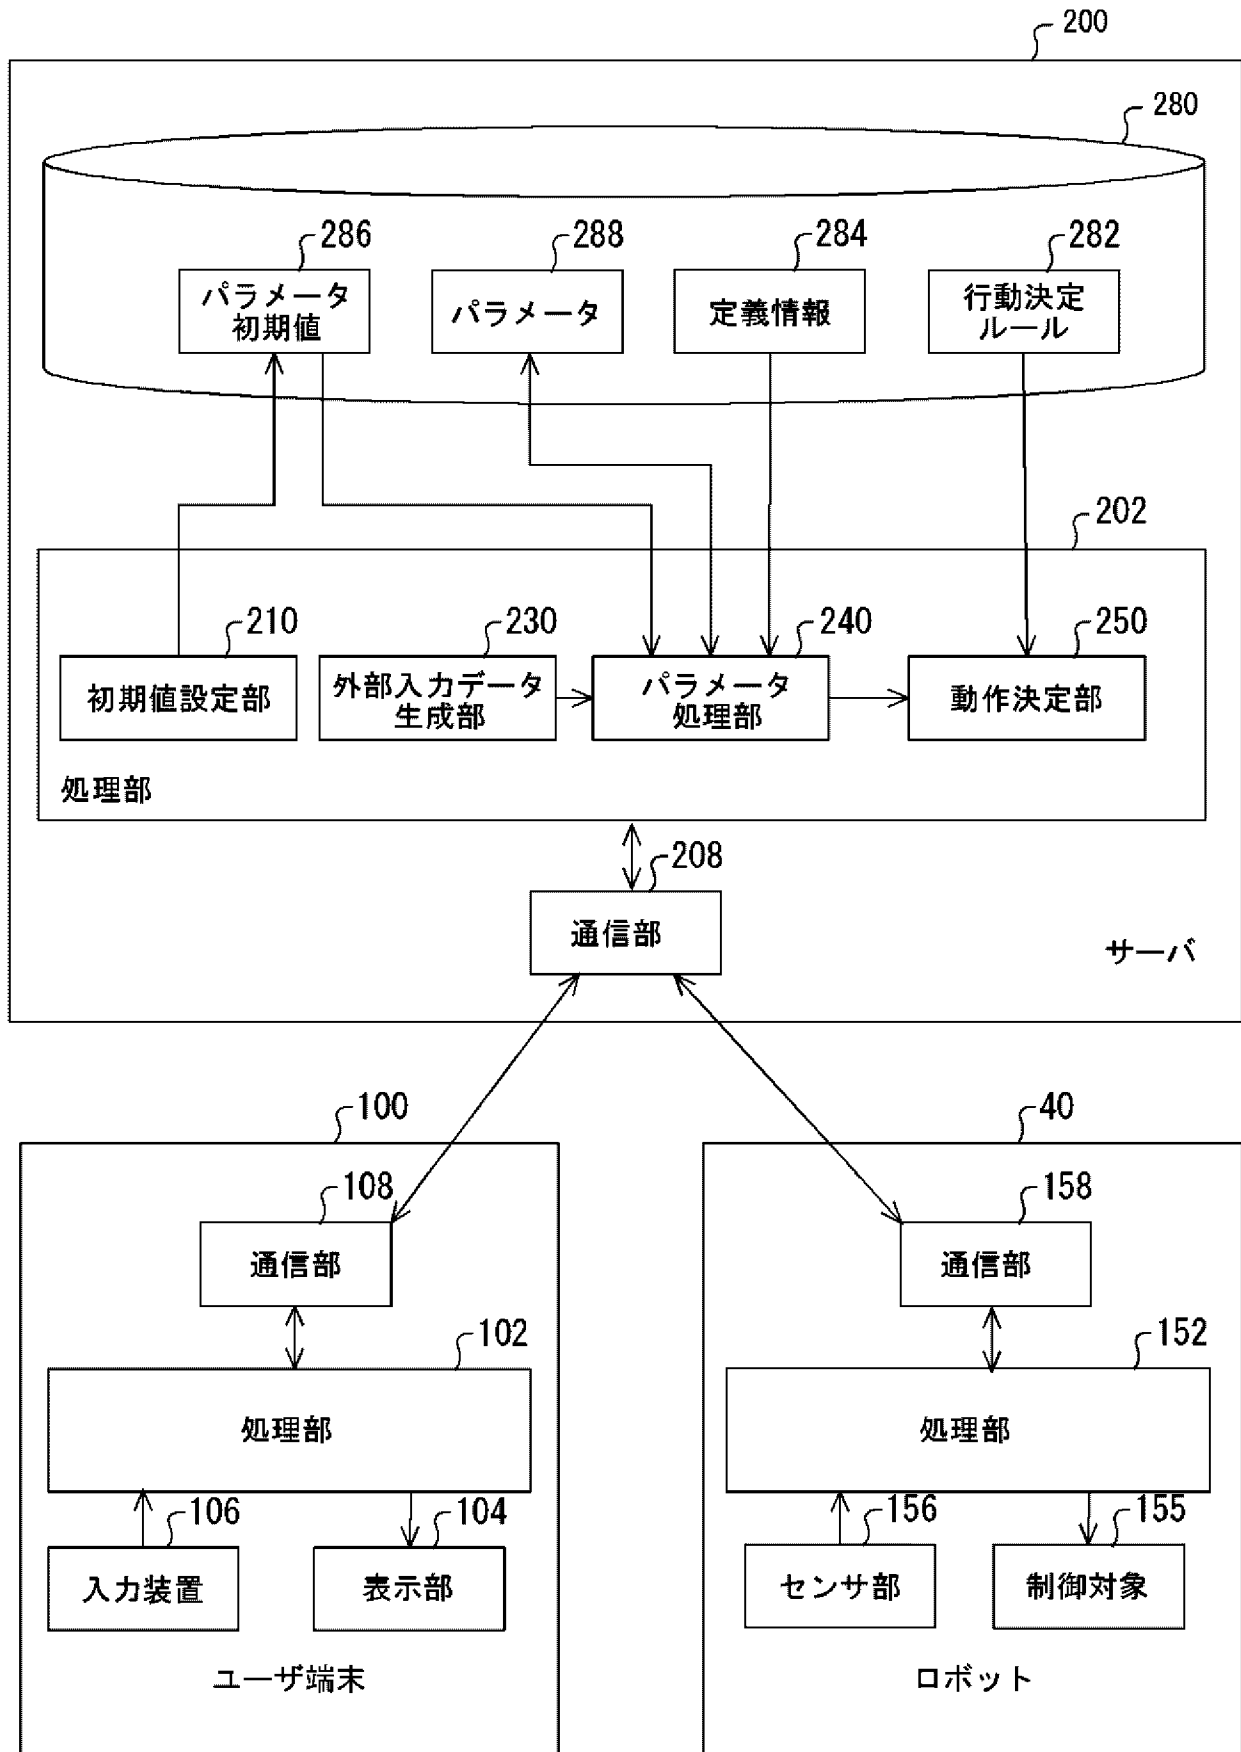 200
280
286
288
284
282
パラメータ
初期値
パラメータ
定義情報
行動決定
ルール
202
210
230
240
250
初期値設定部
外部入力データ
生成部
パラメータ
処理部
動作決定部
処理部
208
通信部
サーバ
100
40
108
158
通信部
通信部
102
152
処理部
処理部
106
104
156
155
入力装置
表示部
センサ部
制御対象
ユーザ端末
ロボット